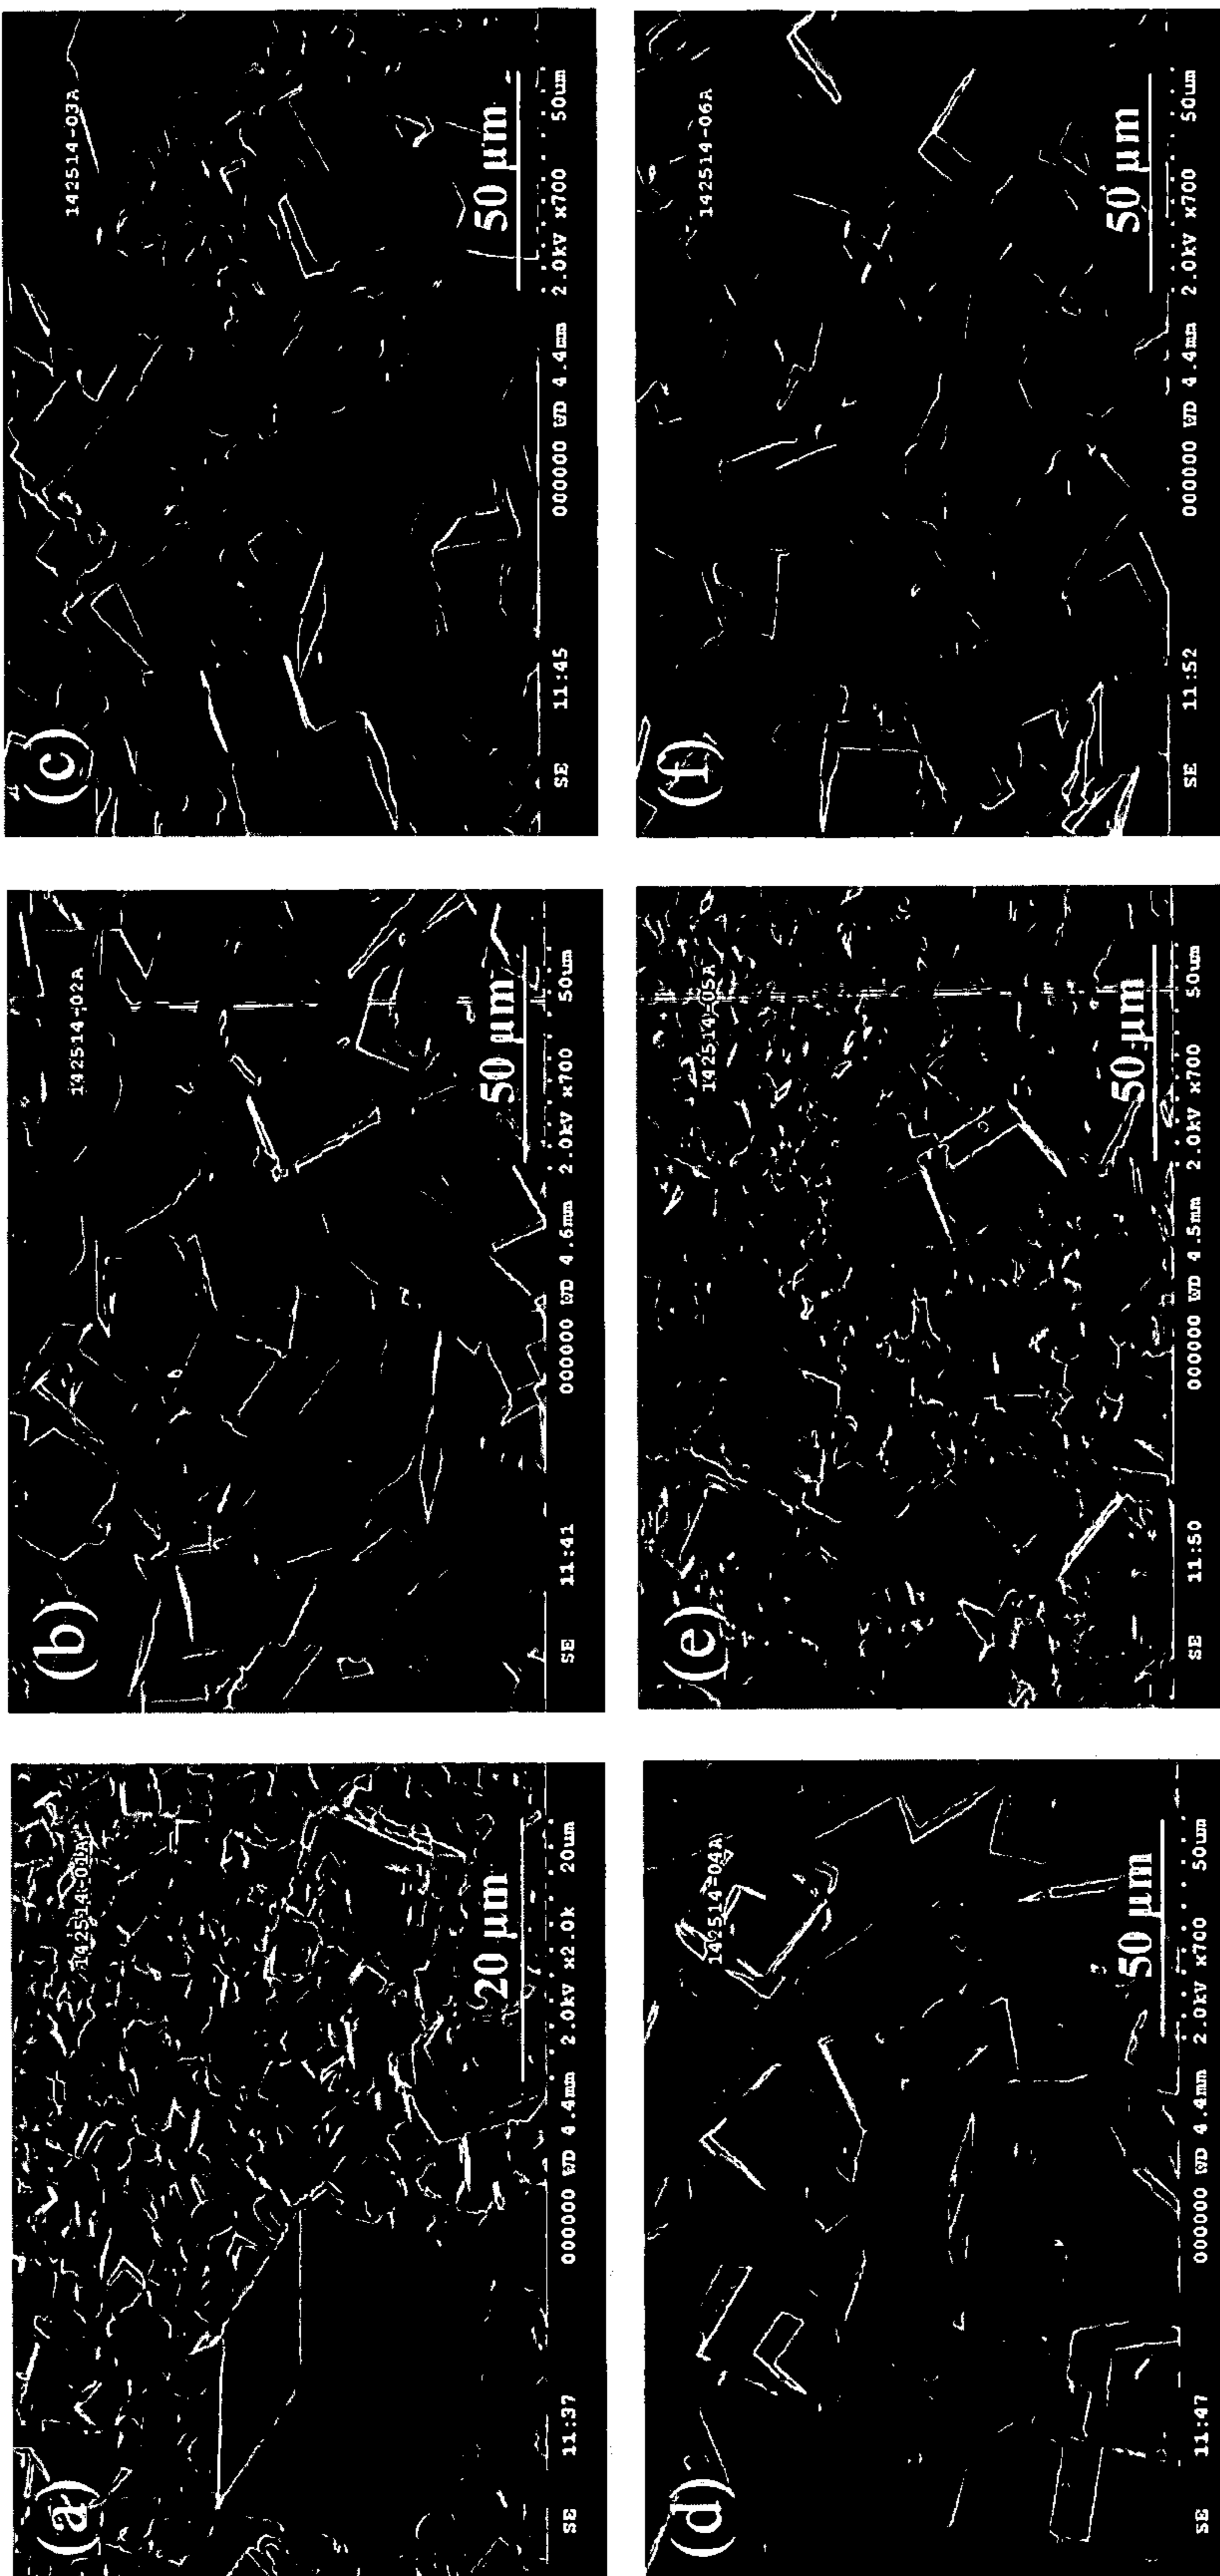 (a)
142514-01A
20 µm
SE 11:37 000000 WD 4.4mm 2.0kV x2.0k 20um
(b)
142514-02A
50 µm
SE 11:41 000000 WD 4.6mm 2.0kV x700 50um
(c)
142514-03A
50 µm
SE 11:45 000000 WD 4.4mm 2.0kV x700 50um
(d)
142514-04A
50 µm
SE 11:47 000000 WD 4.4mm 2.0kV x700 50um
(e)
142514-05A
50 µm
SE 11:50 000000 WD 4.5mm 2.0kV x700 50um
(f)
142514-06A
50 µm
SE 11:52 000000 WD 4.4mm 2.0kV x700 50um